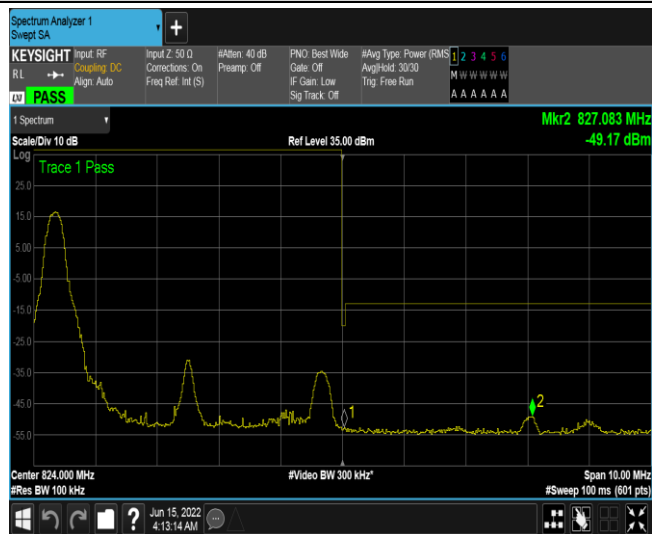 Spectrum Analyzer 1
Swept SA
+
KEYSIGHT
RL
LXI PASS
Input: RF
Coupling: DC
Align: Auto
Input Z: 50 Ω
Corrections: On
Freq Ref: Int (S)
#Atten: 40 dB
Preamp: Off
PNO: Best Wide
Gate: Off
IF Gain: Low
Sig Track: Off
#Avg Type: Power (RMS
Avg|Hold: 30/30
Trig: Free Run
1 2 3 4 5 6
M W W W W W
A A A A A A
1 Spectrum
Scale/Div 10 dB
Ref Level 35.00 dBm
Mkr2 827.083 MHz
-49.17 dBm
Log
Trace 1 Pass
25.0
15.0
5.00
-5.00
-15.0
-25.0
-35.0
-45.0
-55.0
1
2
Center 824.000 MHz
#Res BW 100 kHz
#Video BW 300 kHz*
Span 10.00 MHz
#Sweep 100 ms (601 pts)
?
Jun 15, 2022
4:13:14 AM